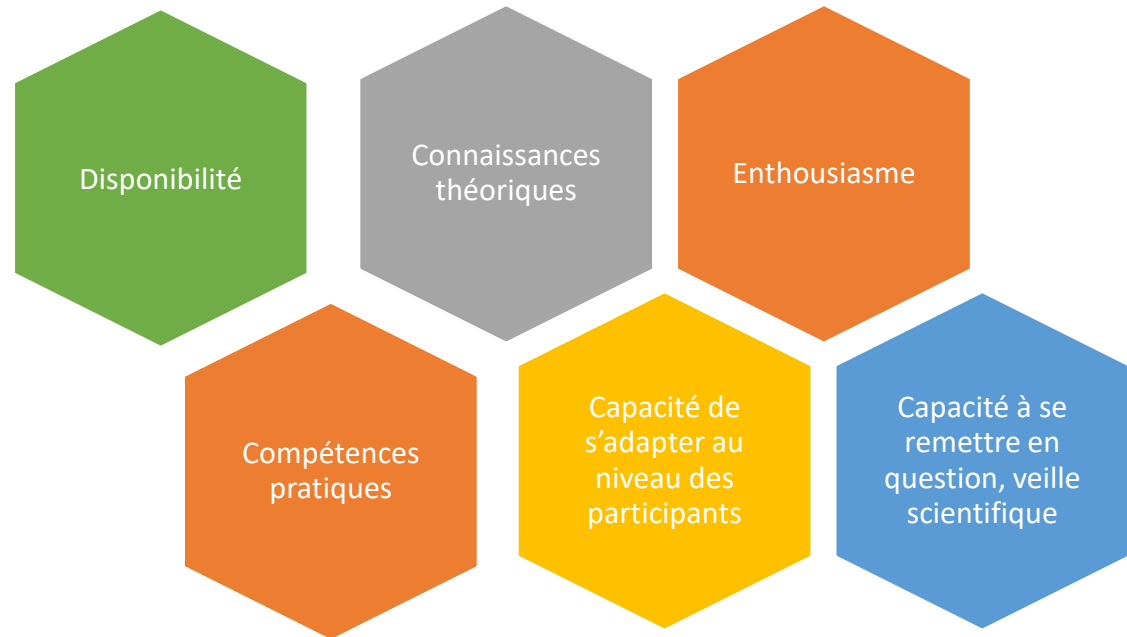 Disponibilité
Connaissances
théoriques
Enthousiasme
Compétences
pratiques
Capacité de
s’adapter au
niveau des
participants
Capacité à se
remettre en
question, veille
scientifique